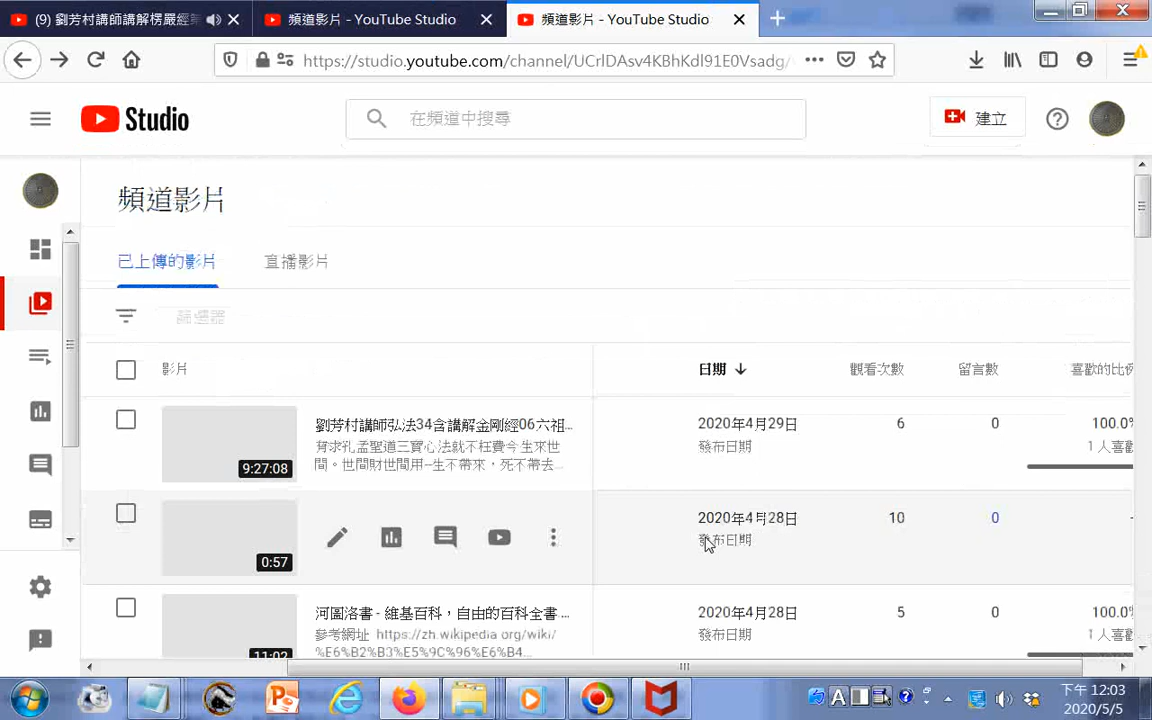 (9) 劉芳村講師講解楞嚴經
頻道影片 - YouTube Studio
頻道影片 - YouTube Studio
https://studio.youtube.com/channel/UCrlDAsv4KBhKdl91E0Vsadg/
Studio
在頻道中搜尋
建立
頻道影片
已上傳的影片
直播影片
篩選器
影片
日期
觀看次數
留言數
喜歡的比例
劉芳村講師弘法34含講解金剛經06六祖...
有求孔孟聖道三寶心法就不枉費今生來世
間。世間財世間用--生不帶來，死不帶去...
9:27:08
2020年4月29日
發布日期
6
0
100.0%
1 人喜歡
0:57
2020年4月28日
發布日期
10
0
河圖洛書 - 維基百科，自由的百科全書 ...
參考網址 https://zh.wikipedia.org/wiki/
%E6%B2%B3%E5%9C%96%E6%B4...
11:02
2020年4月28日
發布日期
5
0
100.0%
1 人喜歡
下午 12:03
2020/5/5